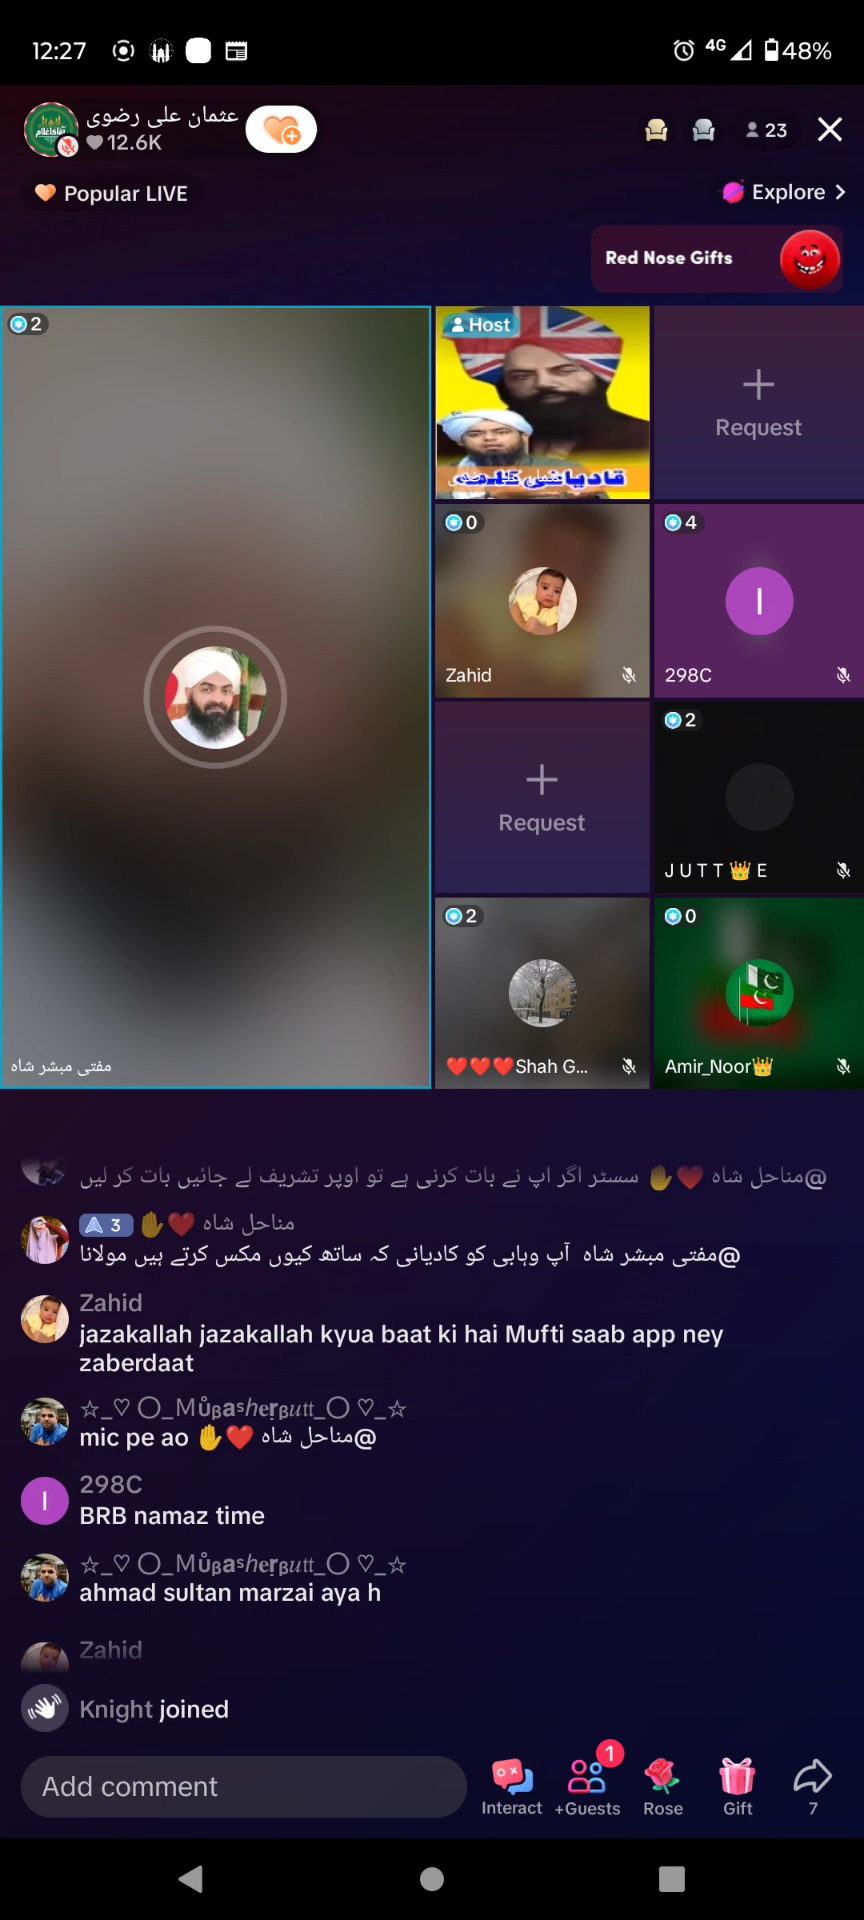 12:27
4G
48%
عثمان علی رضوی
12.6K
23
Popular LIVE
Explore
Red Nose Gifts
2
Host
Request
0
4
Zahid
298C
2
Request
J U T T 👑 E
2
0
مفتی مبشر شاہ
❤️❤️❤️Shah G...
Amir_Noor👑
@مناحل شاہ ❤️✋ سسٹر اگر اپ نے بات کرنی ہے تو اوپر تشریف لے جائیں بات کر لیں
3 مناحل شاہ ❤️✋
@مفتی مبشر شاہ آپ وہابی کو کادیانی کہ ساتھ کیوں مکس کرتے ہیں مولانا
Zahid
jazakallah jazakallah kyua baat ki hai Mufti saab app ney
zaberdaat
mic pe ao @مناحل شاہ ❤️✋
298C
BRB namaz time
ahmad sultan marzai aya h
Zahid
Knight joined
Add comment
1
Interact
+Guests
Rose
Gift
7